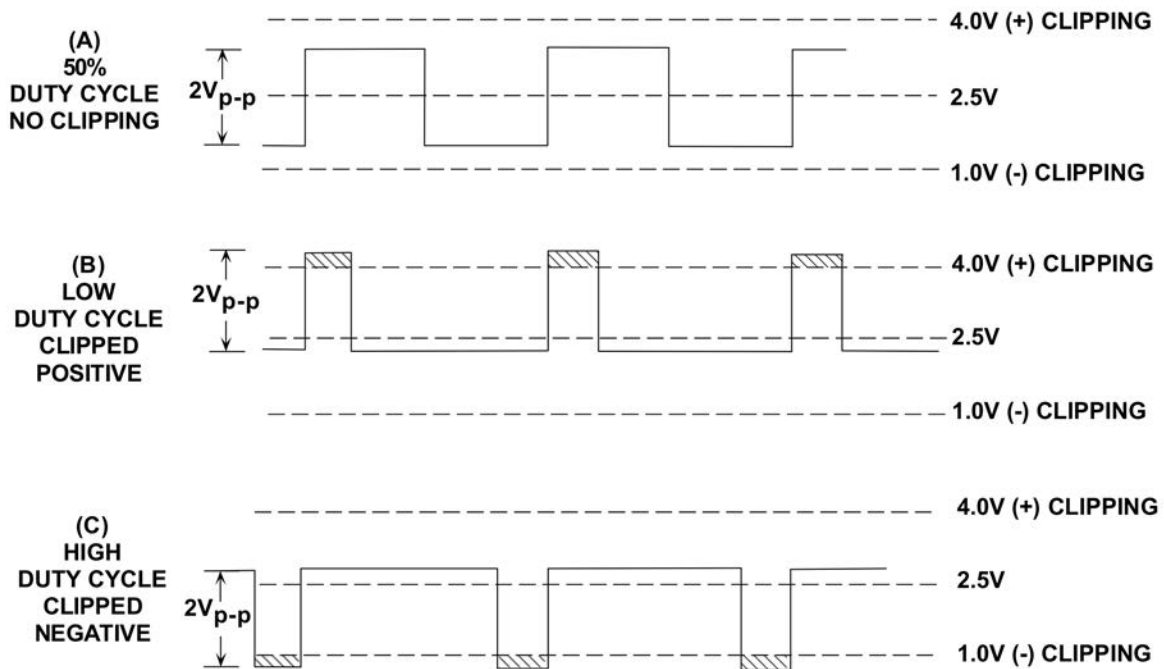 (A)
50%
DUTY CYCLE
NO CLIPPING
2Vp-p
4.0V (+) CLIPPING
2.5V
1.0V (-) CLIPPING
(B)
LOW
DUTY CYCLE
CLIPPED
POSITIVE
2Vp-p
4.0V (+) CLIPPING
2.5V
1.0V (-) CLIPPING
(C)
HIGH
DUTY CYCLE
CLIPPED
NEGATIVE
2Vp-p
4.0V (+) CLIPPING
2.5V
1.0V (-) CLIPPING